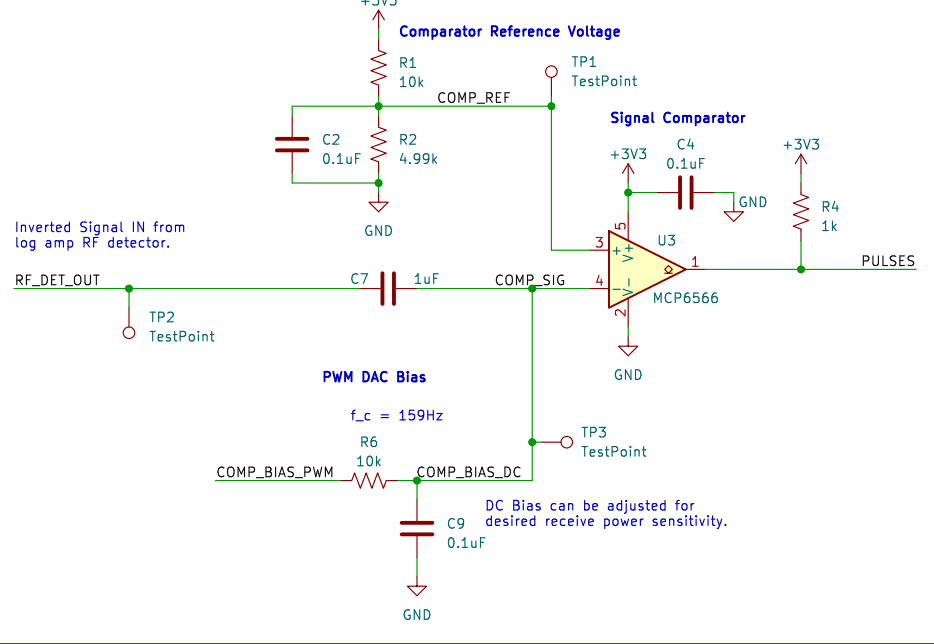 +3V3
Comparator Reference Voltage
R1
10k
TP1
TestPoint
COMP_REF
C2
0.1uF
R2
4.99k
GND
Signal Comparator
+3V3
C4
0.1uF
GND
+3V3
R4
1k
Inverted Signal IN from
log amp RF detector.
RF_DET_OUT
TP2
TestPoint
C7
1uF
COMP_SIG
3
4
5
2
1
+
−
V+
V−
U3
MCP6566
PULSES
GND
PWM DAC Bias
f_c = 159Hz
R6
10k
COMP_BIAS_PWM
COMP_BIAS_DC
TP3
TestPoint
DC Bias can be adjusted for
desired receive power sensitivity.
C9
0.1uF
GND